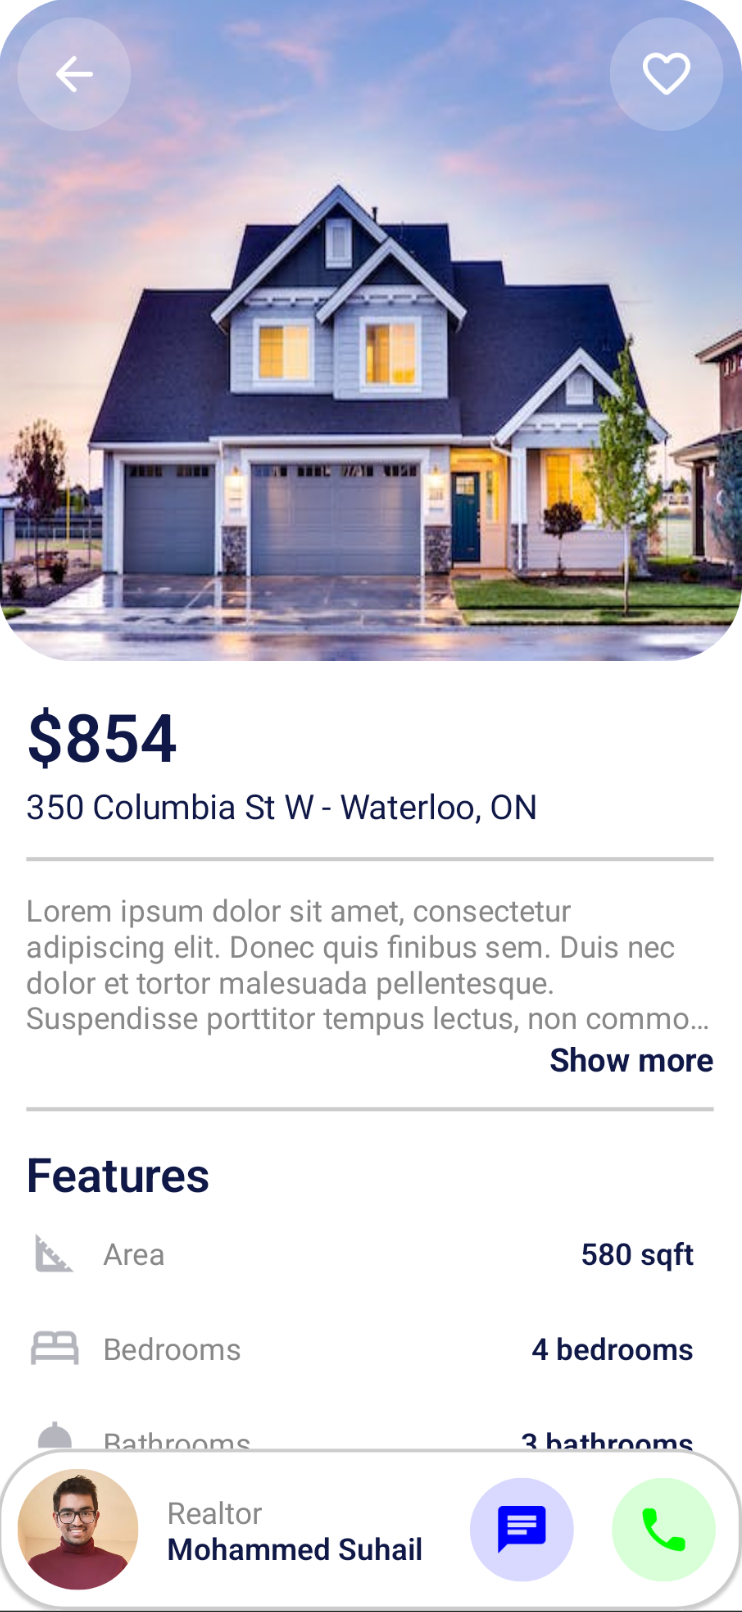 $854
350 Columbia St W - Waterloo, ON
Lorem ipsum dolor sit amet, consectetur
adipiscing elit. Donec quis finibus sem. Duis nec
dolor et tortor malesuada pellentesque.
Suspendisse porttitor tempus lectus, non commo...
Show more
Features
Area 580 sqft
Bedrooms 4 bedrooms
Bathrooms 3 bathrooms
Realtor
Mohammed Suhail